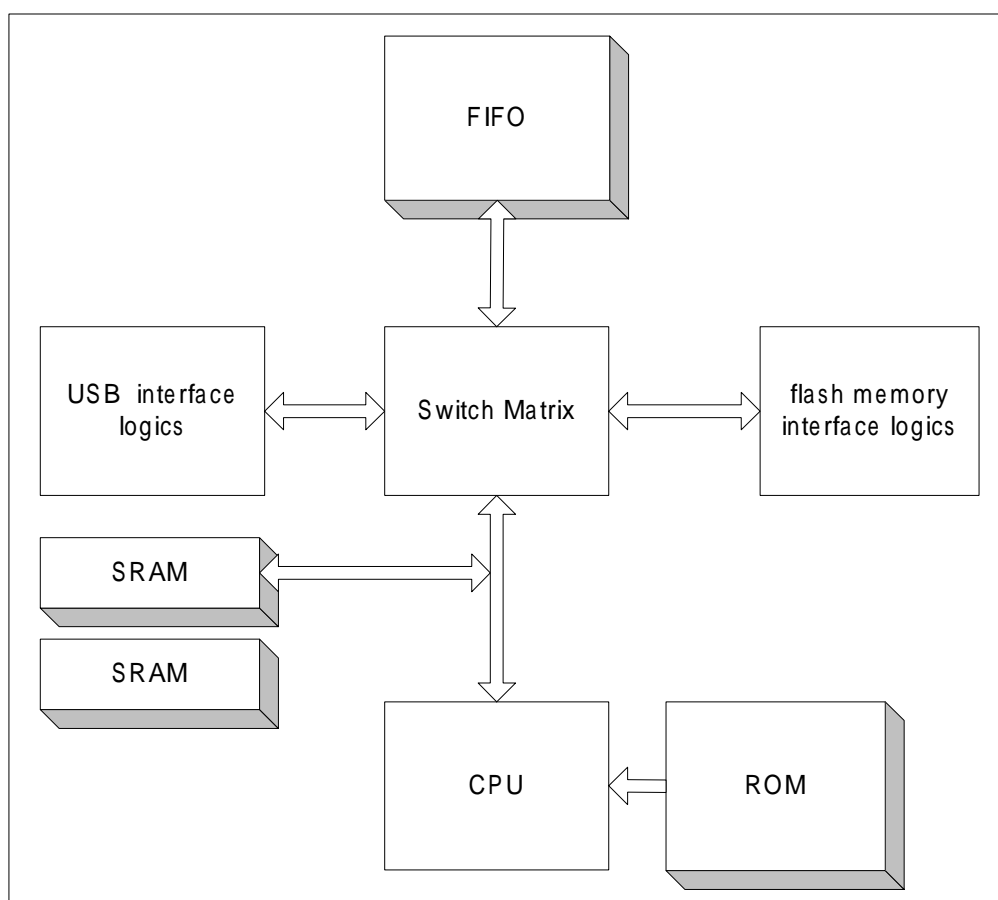 FIFO
USB interface
logics
Switch Matrix
flash memory
interface logics
SRAM
SRAM
CPU
ROM